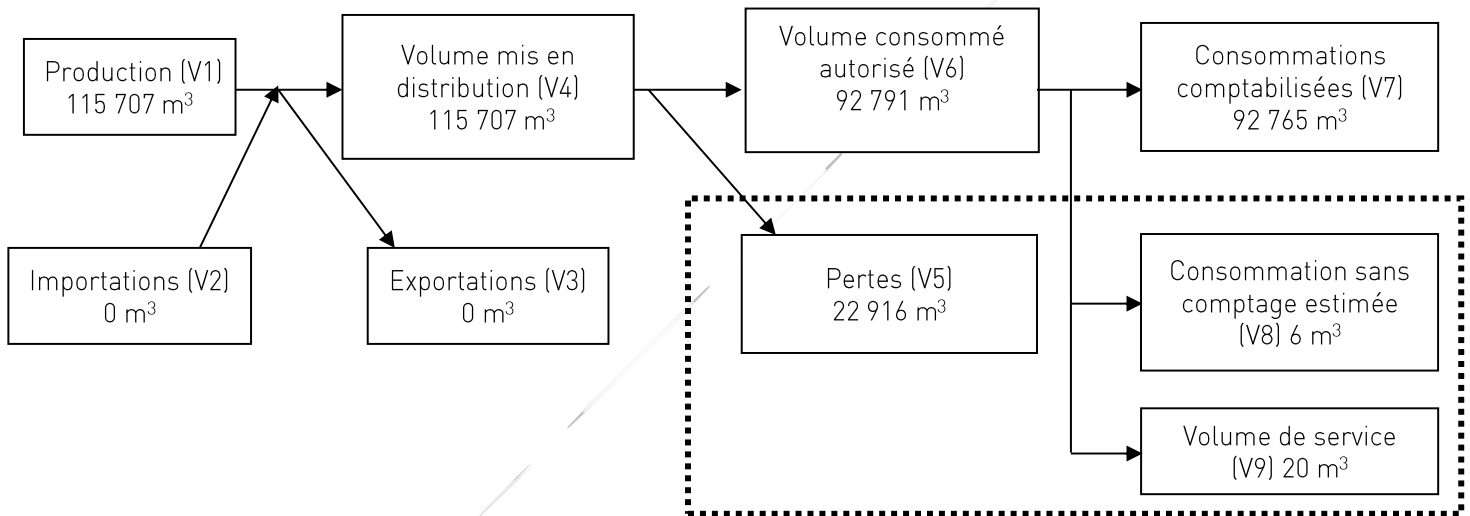 Production (V1)
115 707 m³
Volume mis en
distribution (V4)
115 707 m³
Volume consommé
autorisé (V6)
92 791 m³
Consommations
comptabilisées (V7)
92 765 m³
Importations (V2)
0 m³
Exportations (V3)
0 m³
Pertes (V5)
22 916 m³
Consommation sans
comptage estimée
(V8) 6 m³
Volume de service
(V9) 20 m³